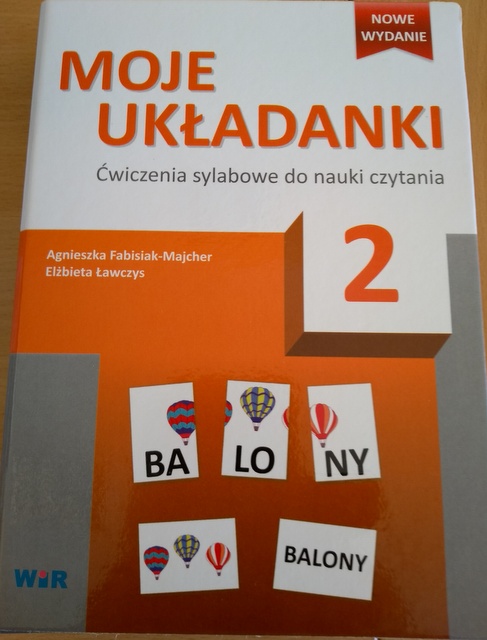 NOWE
WYDANIE
MOJE
UKŁADANKI
Ćwiczenia sylabowe do nauki czytania
2
Agnieszka Fabisiak-Majcher
Elżbieta Ławczys
BA LO NY
BALONY
WiR